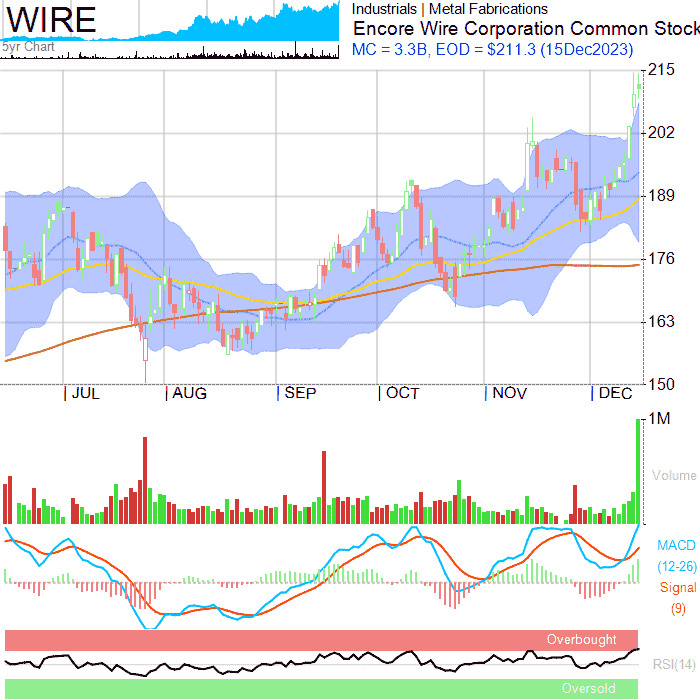 WIRE
5yr Chart
Industrials | Metal Fabrications
Encore Wire Corporation Common Stock
MC = 3.3B, EOD = $211.3 (15Dec2023)
215
202
189
176
163
150
JUL AUG SEP OCT NOV DEC
1M
Volume
MACD
(12-26)
Signal
(9)
Overbought
RSI(14)
Oversold